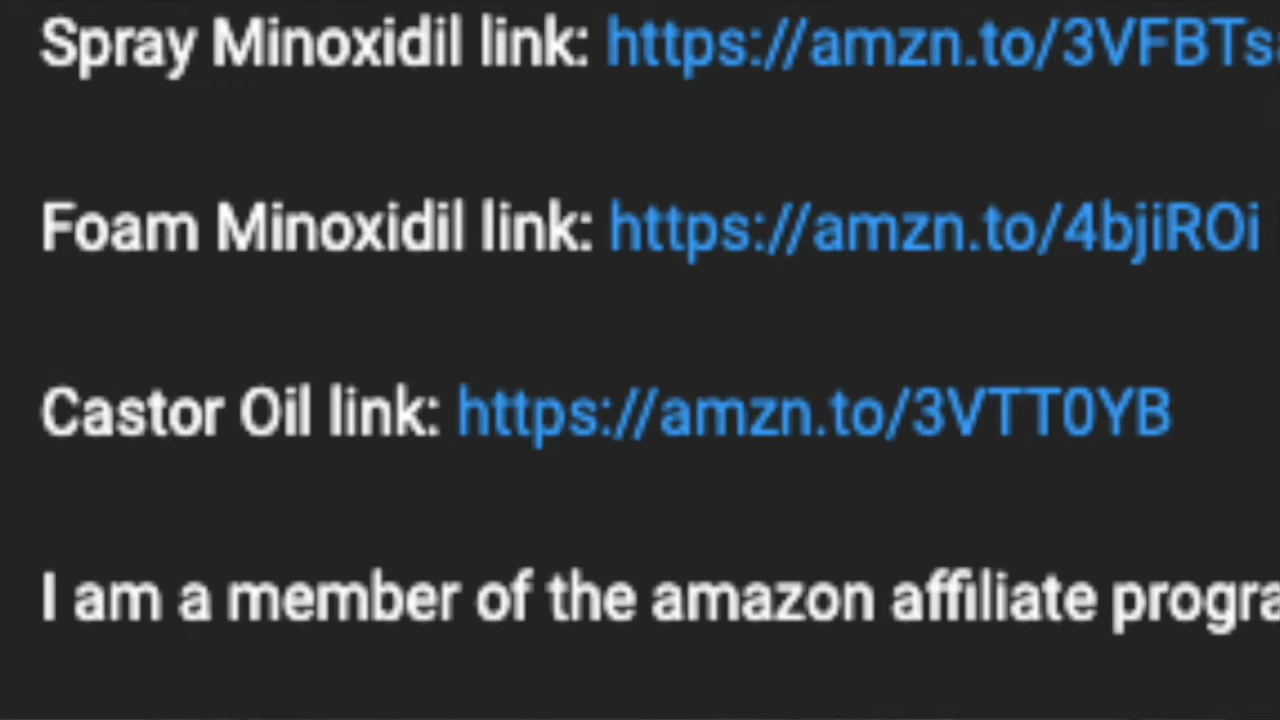 Spray Minoxidil link: https://amzn.to/3VFBTs
Foam Minoxidil link: https://amzn.to/4bjiROi
Castor Oil link: https://amzn.to/3VTT0YB
I am a member of the amazon affiliate progra